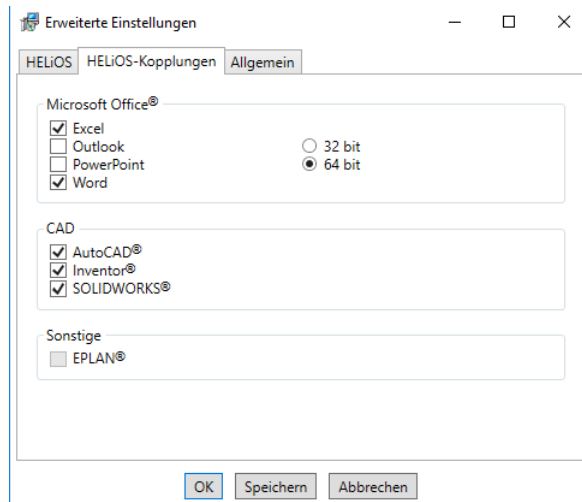 Erweiterte Einstellungen
HELiOS HELiOS-Kopplungen Allgemein
Microsoft Office®
Excel
Outlook 32 bit
PowerPoint 64 bit
Word
CAD
AutoCAD®
Inventor®
SOLIDWORKS®
Sonstige
EPLAN®
OK Speichern Abbrechen